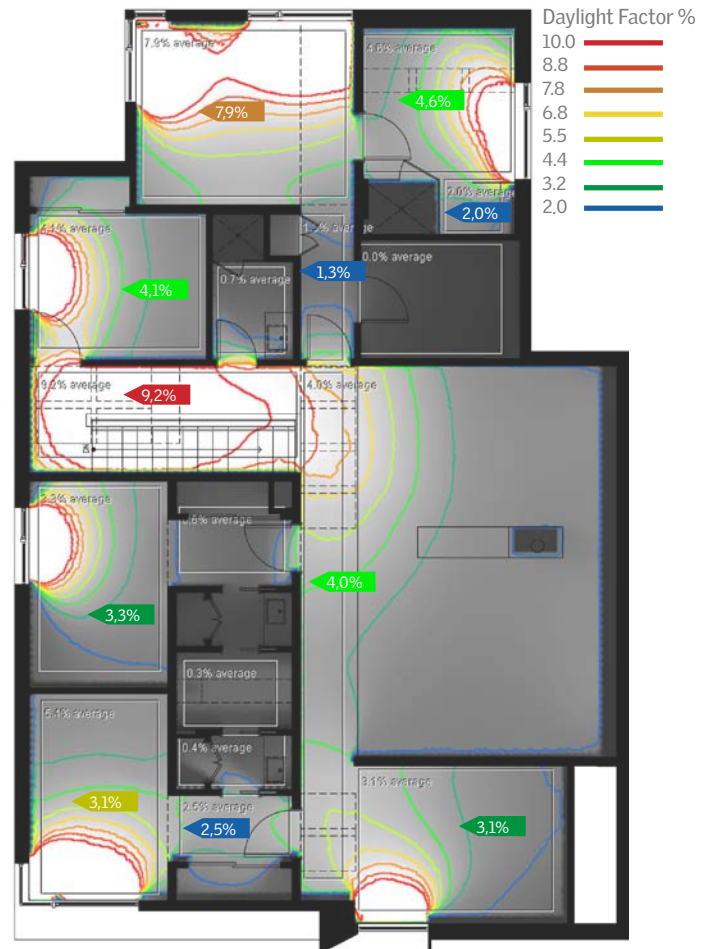 Daylight Factor %
10.0
8.8
7.8
6.8
5.5
4.4
3.2
2,0
7.9% average
7,9%
4.6% average
4,6%
2.0% average
2,0%
4.1% average
4,1%
average
1,3%
0.0% average
0.7% average
9.2% average
9,2%
4.0% average
4,0%
3.3% average
3,3%
average
0.3% average
0.4% average
5.4% average
3,1%
2.5% average
2,5%
3.1% average
3,1%